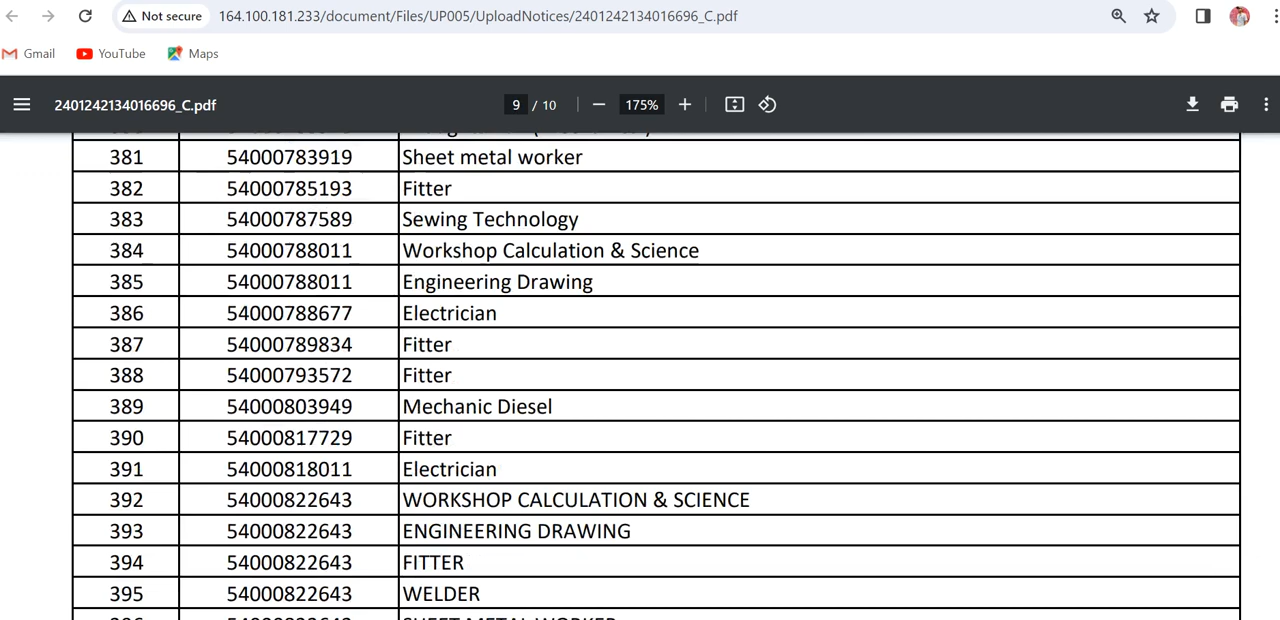 Not secure 164.100.181.233/document/Files/UP005/UploadNotices/2401242134016696_C.pdf
Gmail YouTube Maps
2401242134016696_C.pdf 9 / 10 175%
381 54000783919 Sheet metal worker
382 54000785193 Fitter
383 54000787589 Sewing Technology
384 54000788011 Workshop Calculation & Science
385 54000788011 Engineering Drawing
386 54000788677 Electrician
387 54000789834 Fitter
388 54000793572 Fitter
389 54000803949 Mechanic Diesel
390 54000817729 Fitter
391 54000818011 Electrician
392 54000822643 WORKSHOP CALCULATION & SCIENCE
393 54000822643 ENGINEERING DRAWING
394 54000822643 FITTER
395 54000822643 WELDER